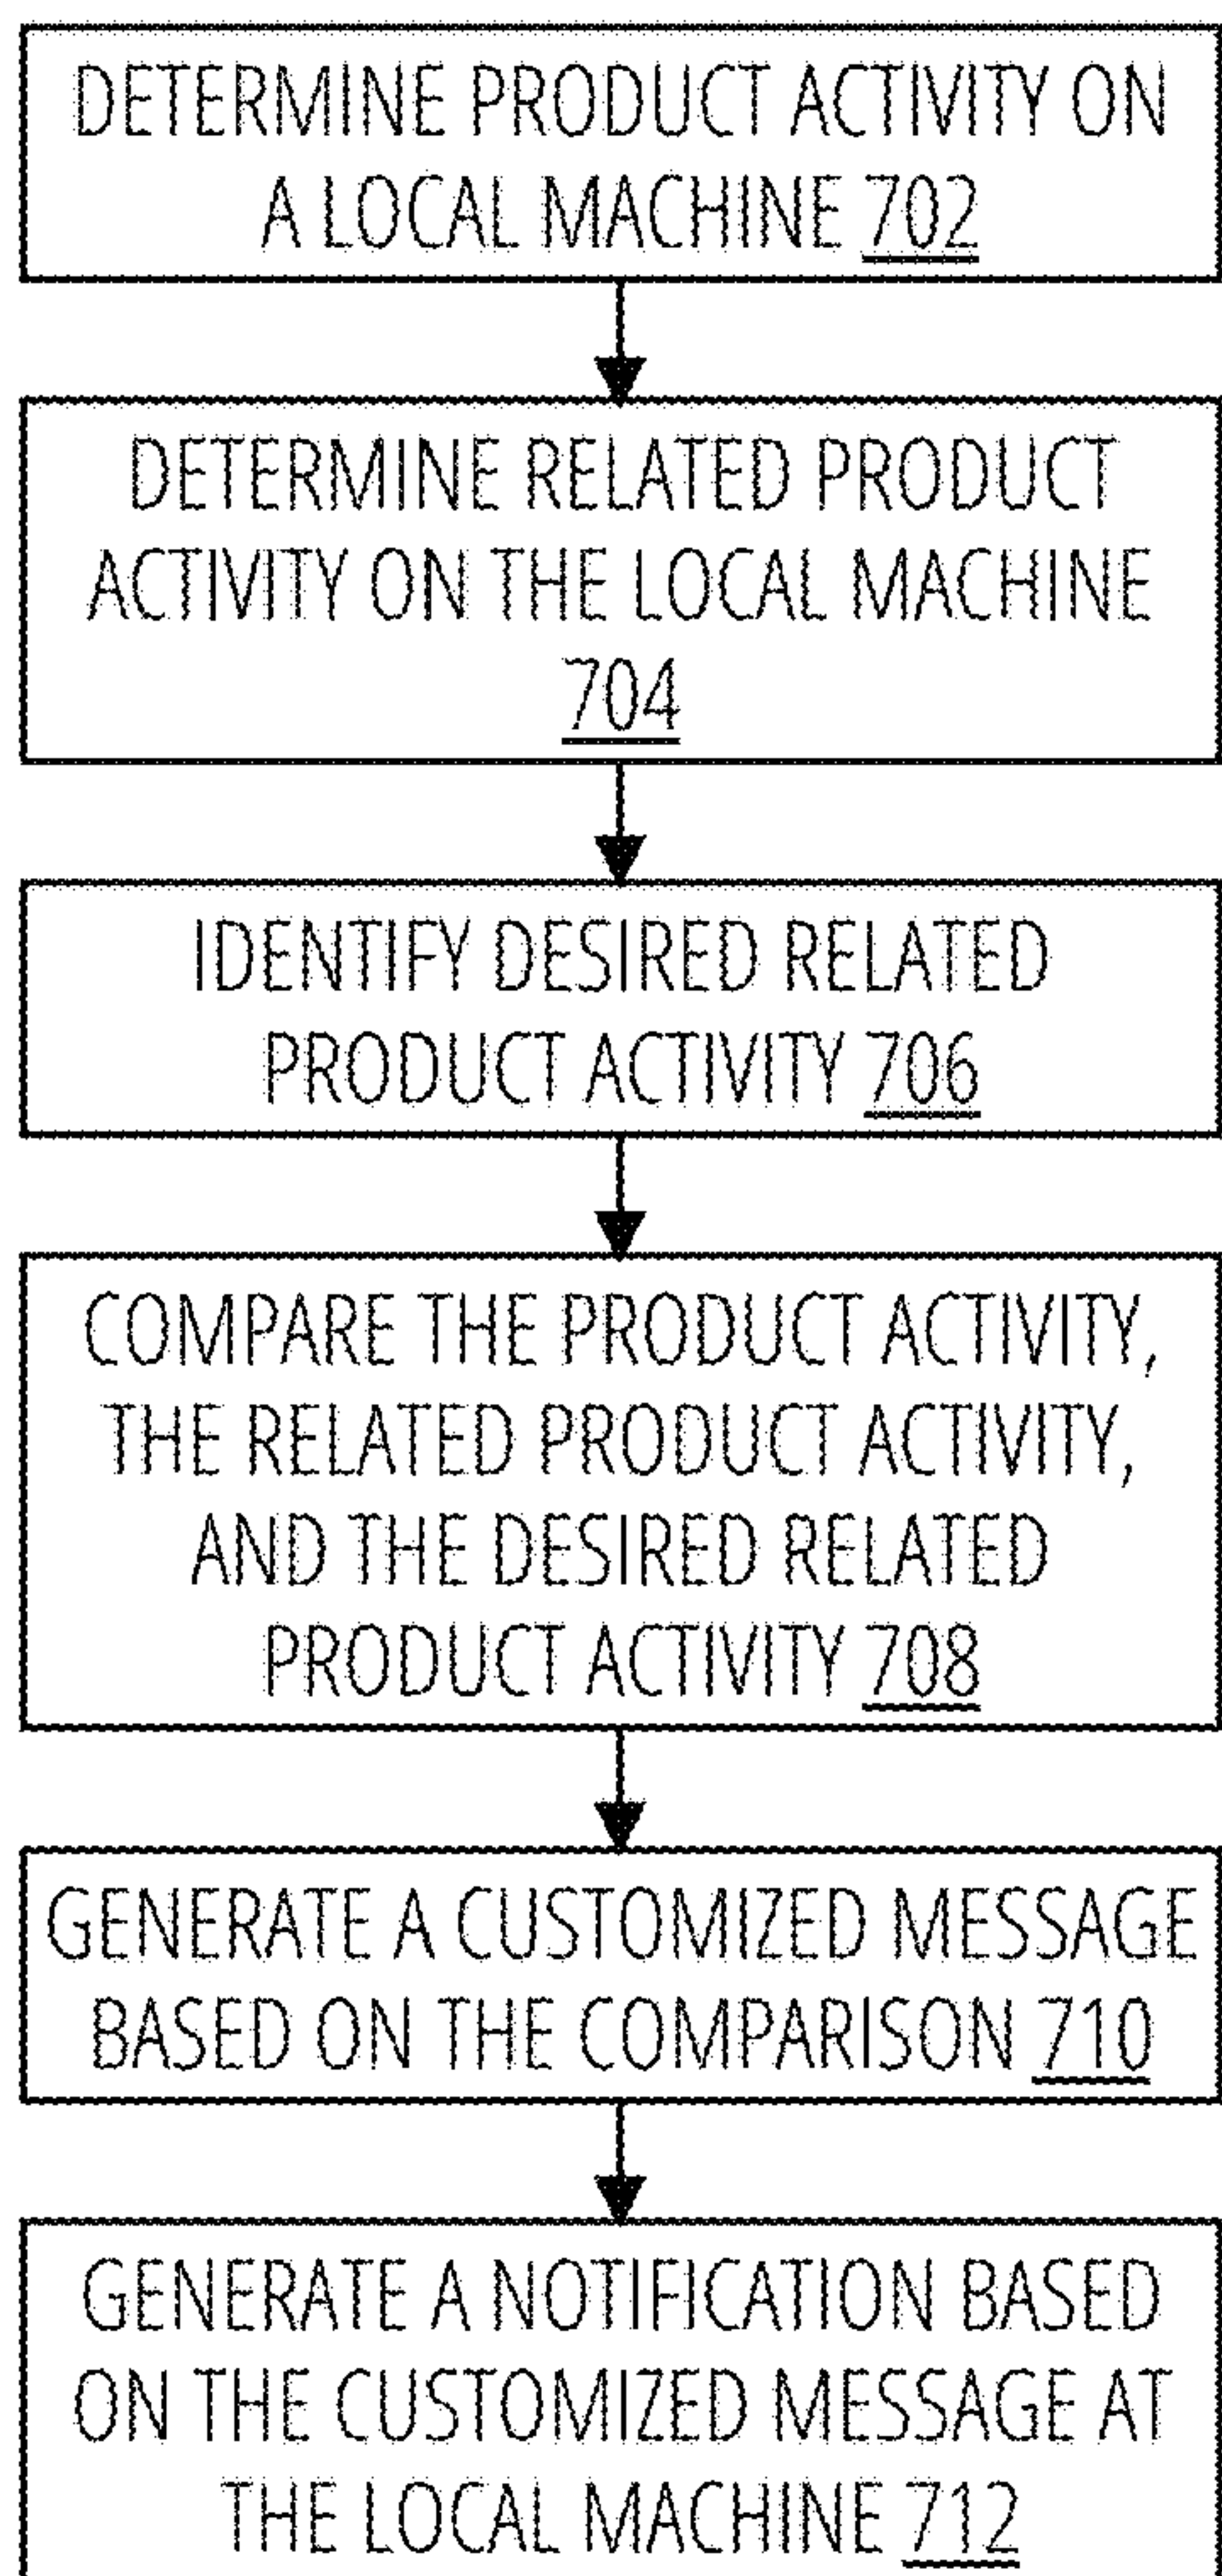 DETERMINE PRODUCT ACTIVITY ON
A LOCAL MACHINE 702
DETERMINE RELATED PRODUCT
ACTIVITY ON THE LOCAL MACHINE
704
IDENTIFY DESIRED RELATED
PRODUCT ACTIVITY 706
COMPARE THE PRODUCT ACTIVITY,
THE RELATED PRODUCT ACTIVITY,
AND THE DESIRED RELATED
PRODUCT ACTIVITY 708
GENERATE A CUSTOMIZED MESSAGE
BASED ON THE COMPARISON 710
GENERATE A NOTIFICATION BASED
ON THE CUSTOMIZED MESSAGE AT
THE LOCAL MACHINE 712